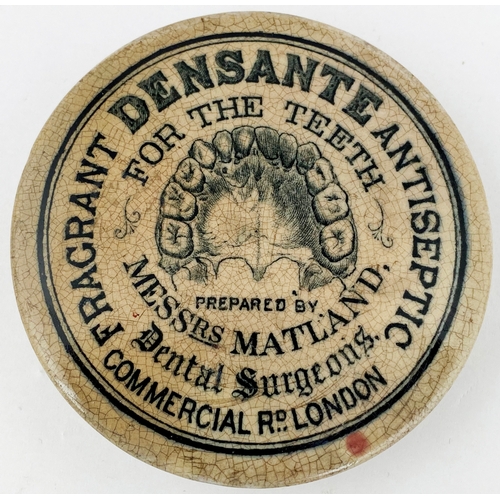 FRAGRANT DENSANTE ANTISEPTIC
FOR THE TEETH
PREPARED BY
MESSRS MATLAND,
Dental Surgeons.
COMMERCIAL RD. LONDON